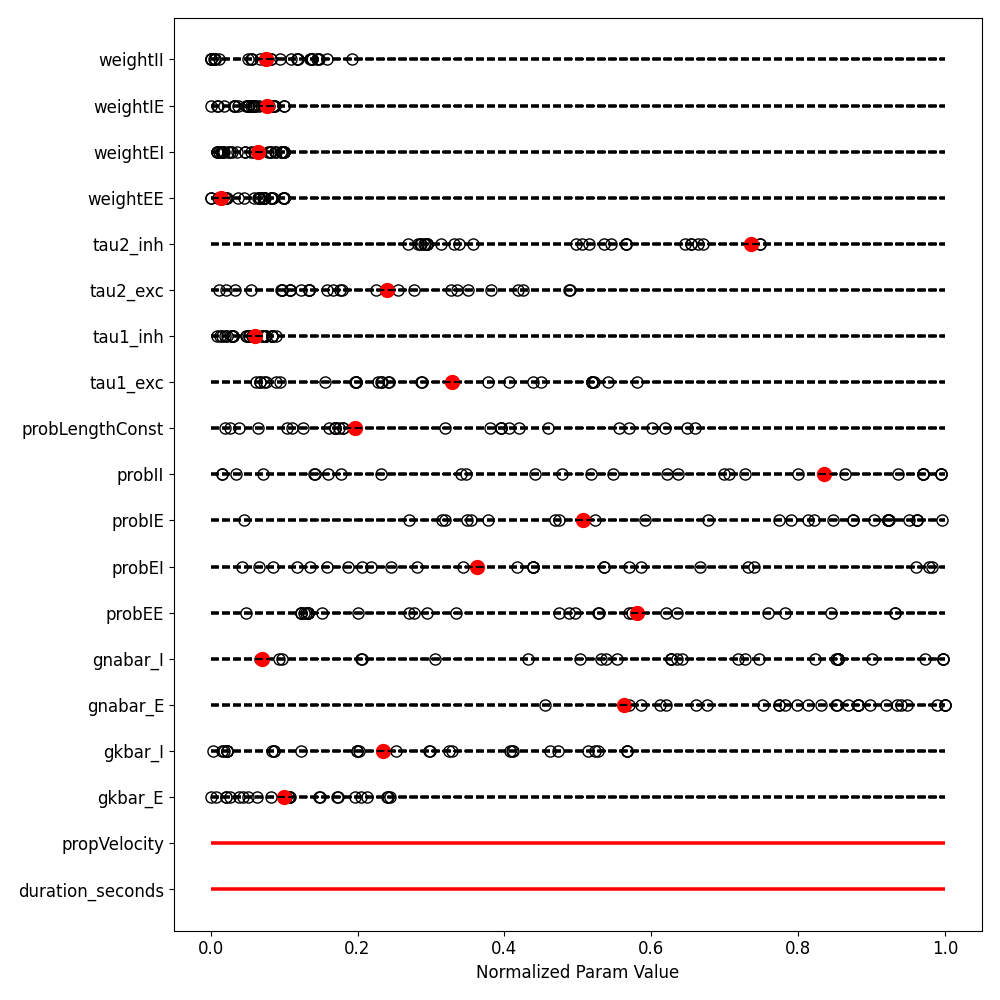 weightII
weightIE
weightEI
weightEE
tau2_inh
tau2_exc
tau1_inh
tau1_exc
probLengthConst
probII
probIE
probEI
probEE
gnabar_I
gnabar_E
gkbar_I
gkbar_E
propVelocity
duration_seconds
0.0 0.2 0.4 0.6 0.8 1.0
Normalized Param Value